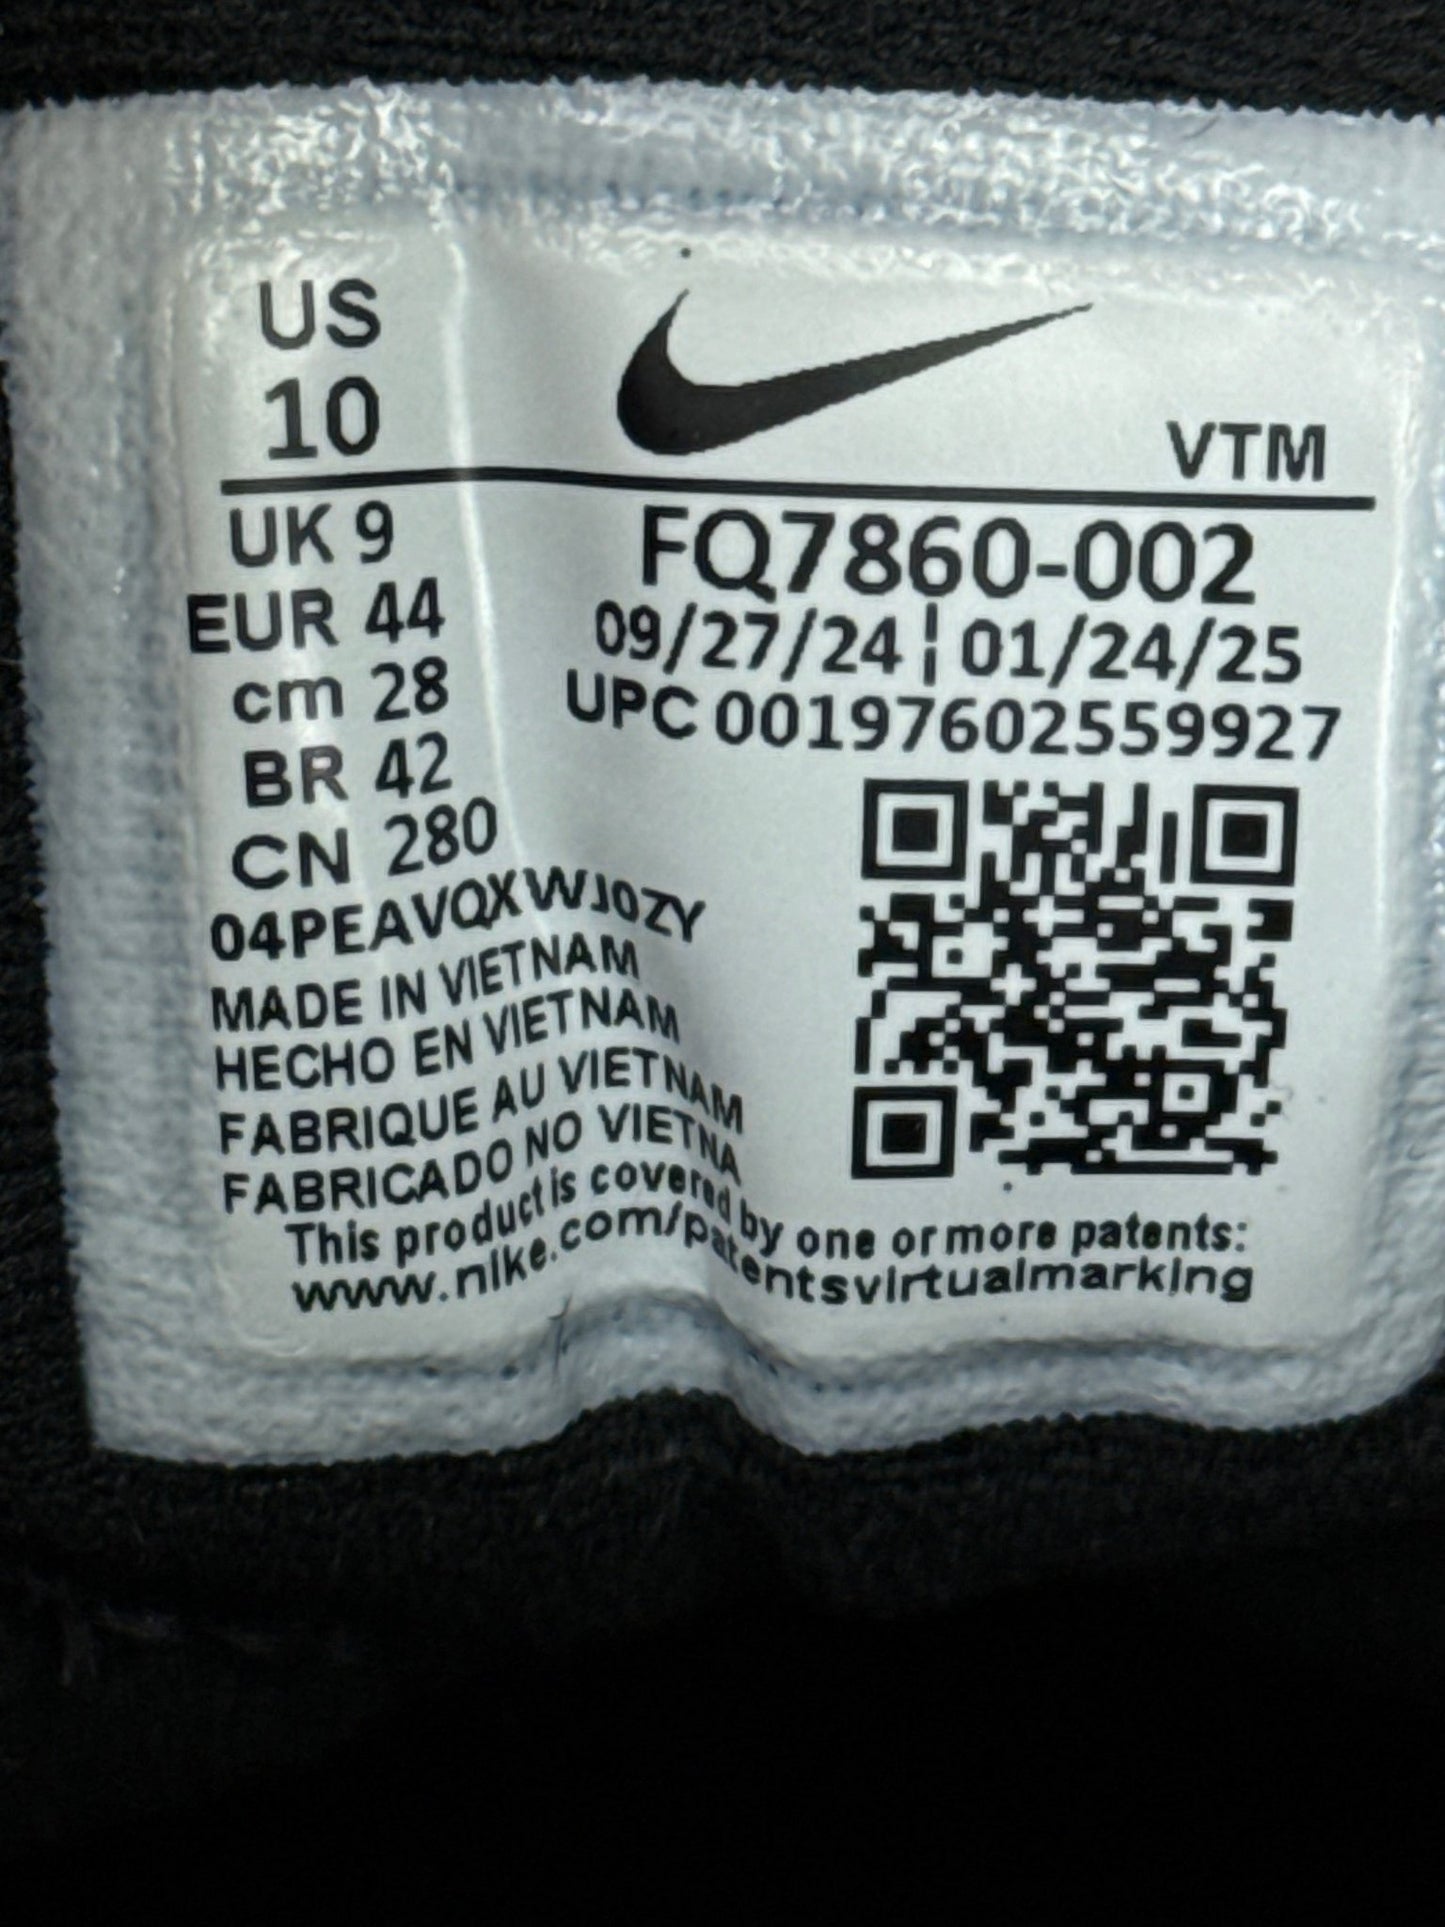 US
10
VTM
UK 9
EUR 44
cm 28
BR 42
CN 280
FQ7860-002
09/27/24 ¦ 01/24/25
UPC 00197602559927
04PEAVQXWJ0ZY
MADE IN VIETNAM
HECHO EN VIETNAM
FABRIQUE AU VIETNAM
FABRICADO NO VIETNA
This product is covered by one or more patents:
www.nike.com/patentsvirtualmarking